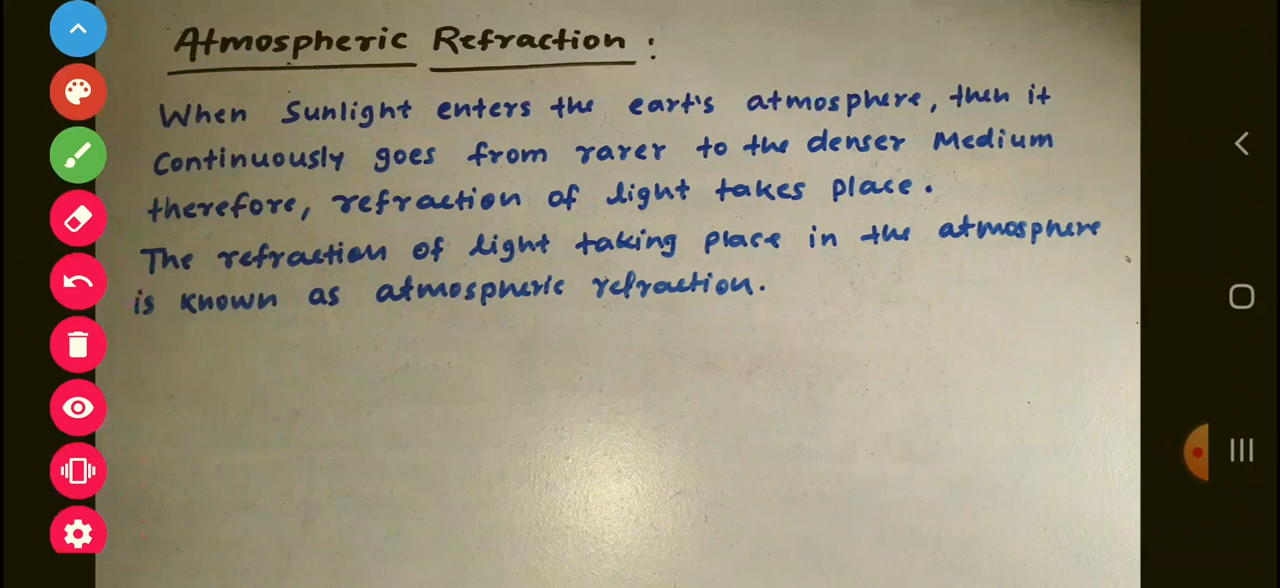 Atmospheric Refraction :
When Sunlight enters the eart's atmosphere, then it
Continuously goes from rarer to the denser Medium
therefore, refraction of light takes place.
The refraction of light taking place in the atmosphere
is known as atmospheric refraction.